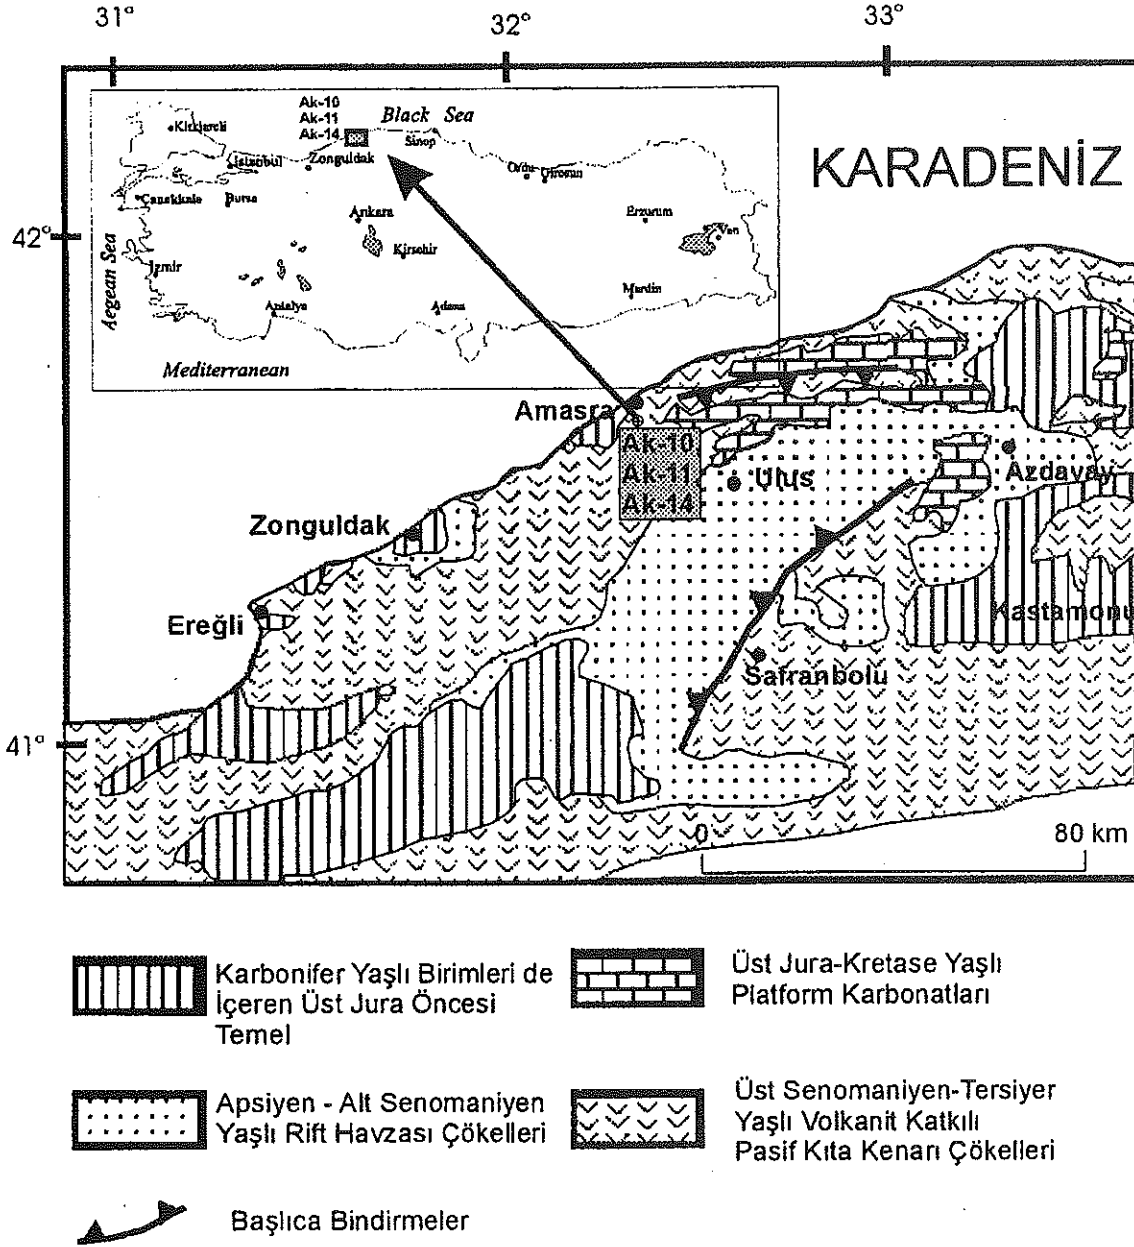 31°
32°
33°
Ak-10
Ak-11
Ak-14
Black Sea
Sinop
Kirklareli
İstanbul
Zonguldak
Ordu
Giresun
Çanakkale
Bursa
Ankara
Erzurum
Kirsehir
Van
Izmir
Aegean Sea
Antalya
Adana
Mardin
Mediterranean
KARADENİZ
42°
Amasra
Ak-10
Ak-11
Ak-14
Ulus
Azdavay
Zonguldak
Ereğli
Kastamonu
Safranbolu
41°
0
80 km
Karbonifer Yaşlı Birimleri de
İçeren Üst Jura Öncesi
Temel
Üst Jura-Kretase Yaşlı
Platform Karbonatları
Apsiyen - Alt Senomaniyen
Yaşlı Rift Havzası Çökelleri
Üst Senomaniyen-Tersiyer
Yaşlı Volkanit Katkılı
Pasif Kıta Kenarı Çökelleri
Başlıca Bindirmeler